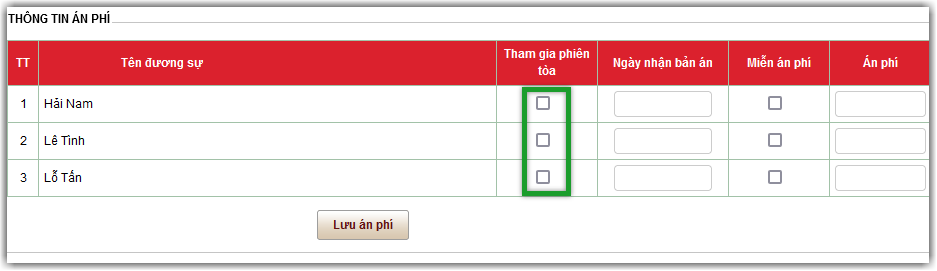 THÔNG TIN ÁN PHÍ
TT Tên đương sự Tham gia phiên tòa Ngày nhận bản án Miễn án phí Án phí
1 Hải Nam
2 Lê Tình
3 Lỗ Tấn
Lưu án phí